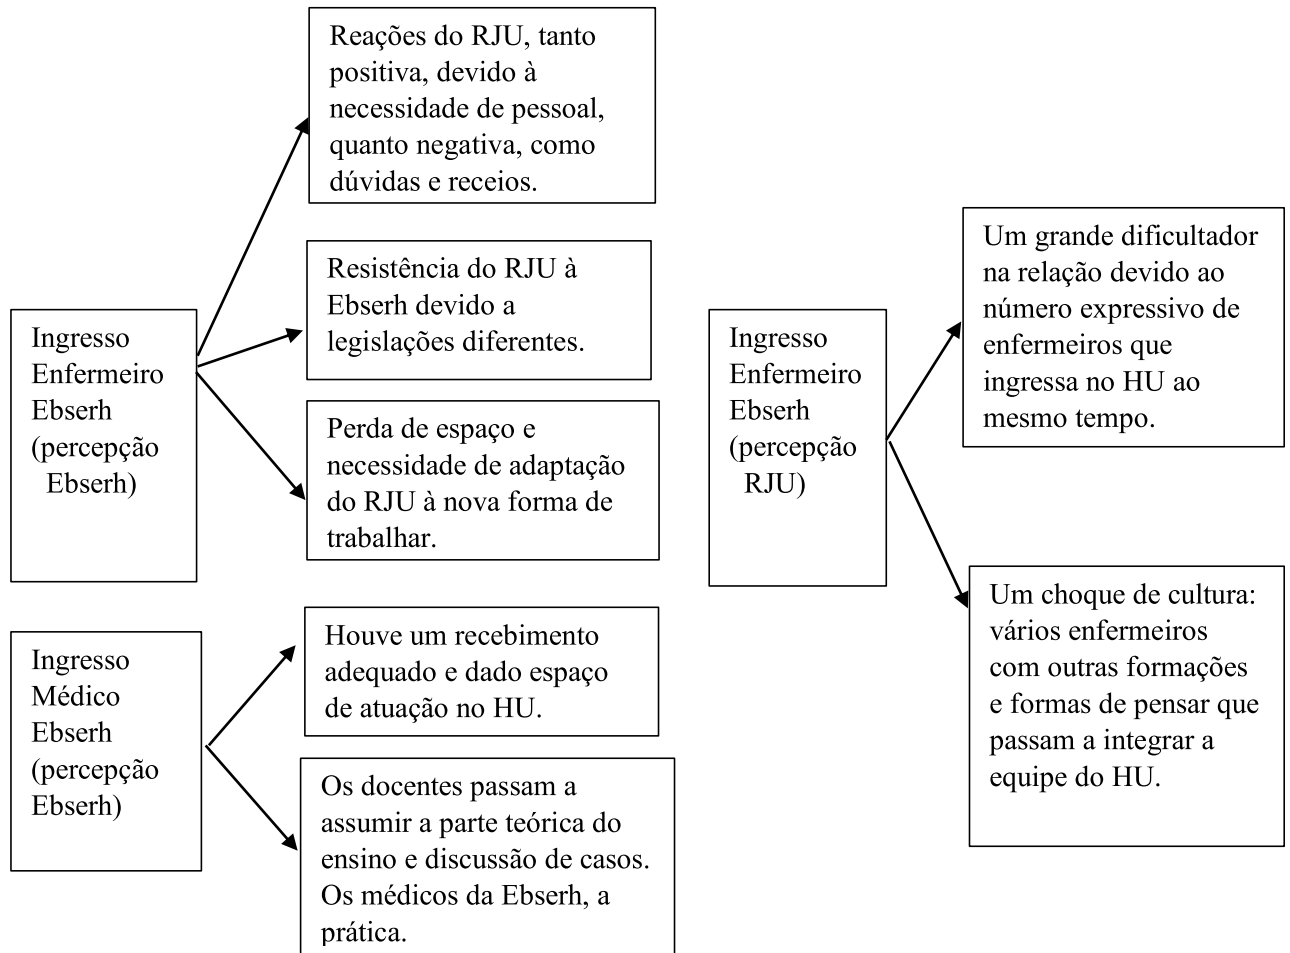 Ingresso
Enfermeiro
Ebserh
(percepção
Ebserh)
Reações do RJU, tanto
positiva, devido à
necessidade de pessoal,
quanto negativa, como
dúvidas e receios.
Resistência do RJU à
Ebserh devido a
legislações diferentes.
Perda de espaço e
necessidade de adaptação
do RJU à nova forma de
trabalhar.
Ingresso
Médico
Ebserh
(percepção
Ebserh)
Houve um recebimento
adequado e dado espaço
de atuação no HU.
Os docentes passam a
assumir a parte teórica do
ensino e discussão de casos.
Os médicos da Ebserh, a
prática.
Ingresso
Enfermeiro
Ebserh
(percepção
RJU)
Um grande dificultador
na relação devido ao
número expressivo de
enfermeiros que
ingressa no HU ao
mesmo tempo.
Um choque de cultura:
vários enfermeiros
com outras formações
e formas de pensar que
passam a integrar a
equipe do HU.